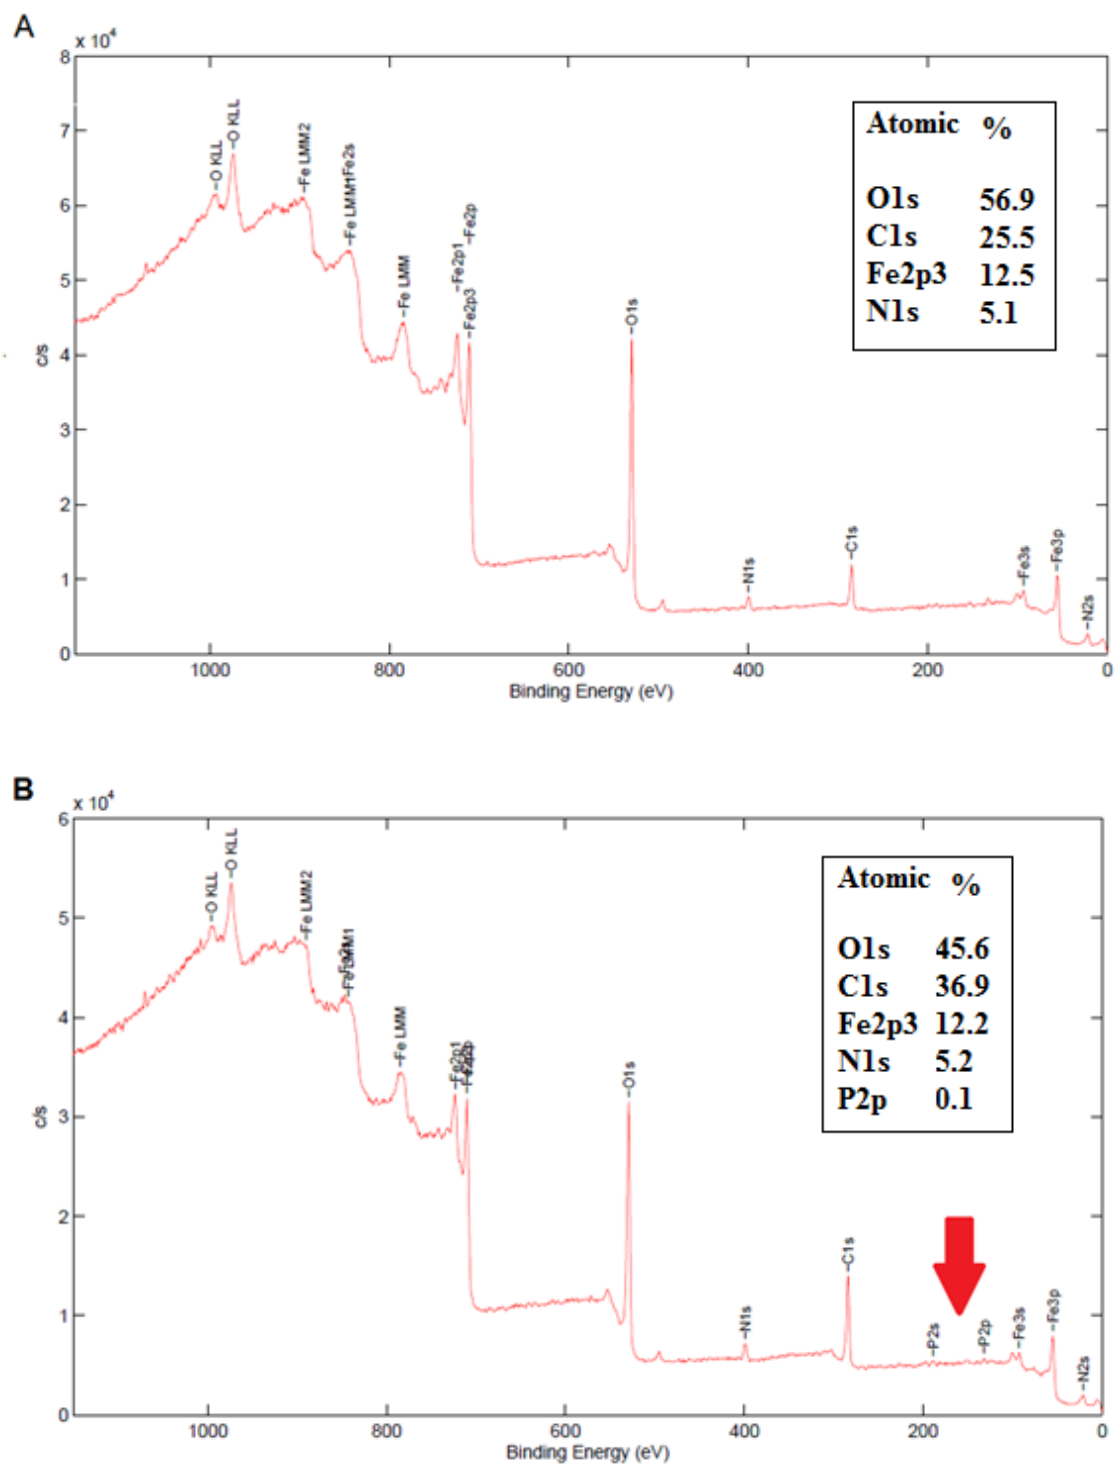 A
x 10⁴
8
7
6
5
4
3
2
1
0
c/s
O KLL
O KLL
Fe LMM2
Fe LMM1Fe2s
Fe LMM
Fe2p1
Fe2p
Fe2p3
O1s
N1s
C1s
Fe3s
Fe3p
N2s
Atomic %
O1s 56.9
C1s 25.5
Fe2p3 12.5
N1s 5.1
1000 800 600 400 200 0
Binding Energy (eV)
B
x 10⁴
6
5
4
3
2
1
0
c/s
O KLL
O KLL
Fe LMM2
Fe2s
Fe LMM1
Fe LMM
Fe2p1
O1s
N1s
C1s
P2s
P2p
Fe3s
Fe3p
N2s
Atomic %
O1s 45.6
C1s 36.9
Fe2p3 12.2
N1s 5.2
P2p 0.1
1000 800 600 400 200 0
Binding Energy (eV)